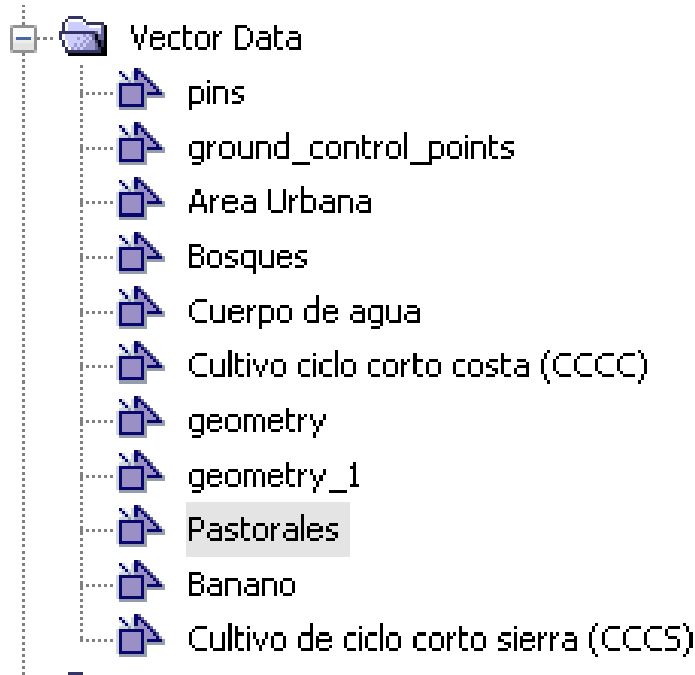 Vector Data
pins
ground_control_points
Area Urbana
Bosques
Cuerpo de agua
Cultivo ciclo corto costa (CCCC)
geometry
geometry_1
Pastorales
Banano
Cultivo de ciclo corto sierra (CCCS)